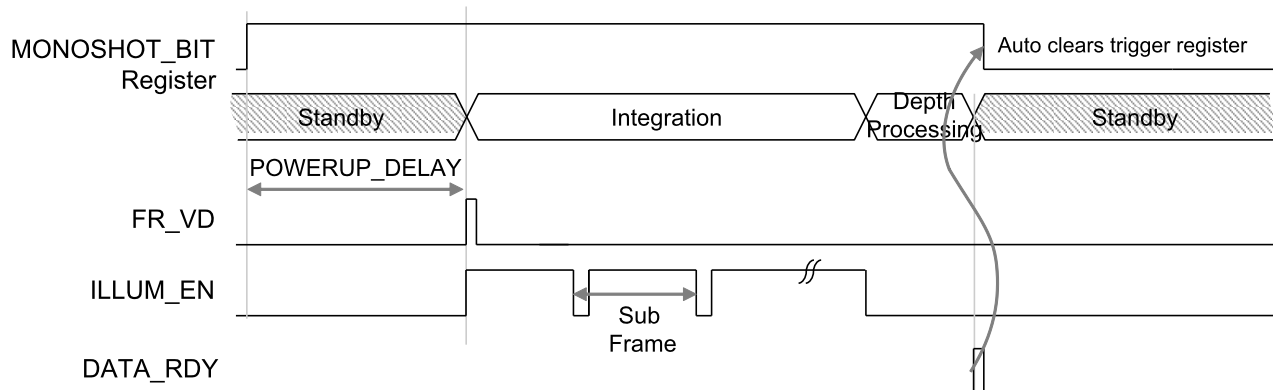 MONOSHOT_BIT
Register
Auto clears trigger register
Standby
Integration
Depth
Processing
Standby
POWERUP_DELAY
FR_VD
ILLUM_EN
Sub
Frame
DATA_RDY